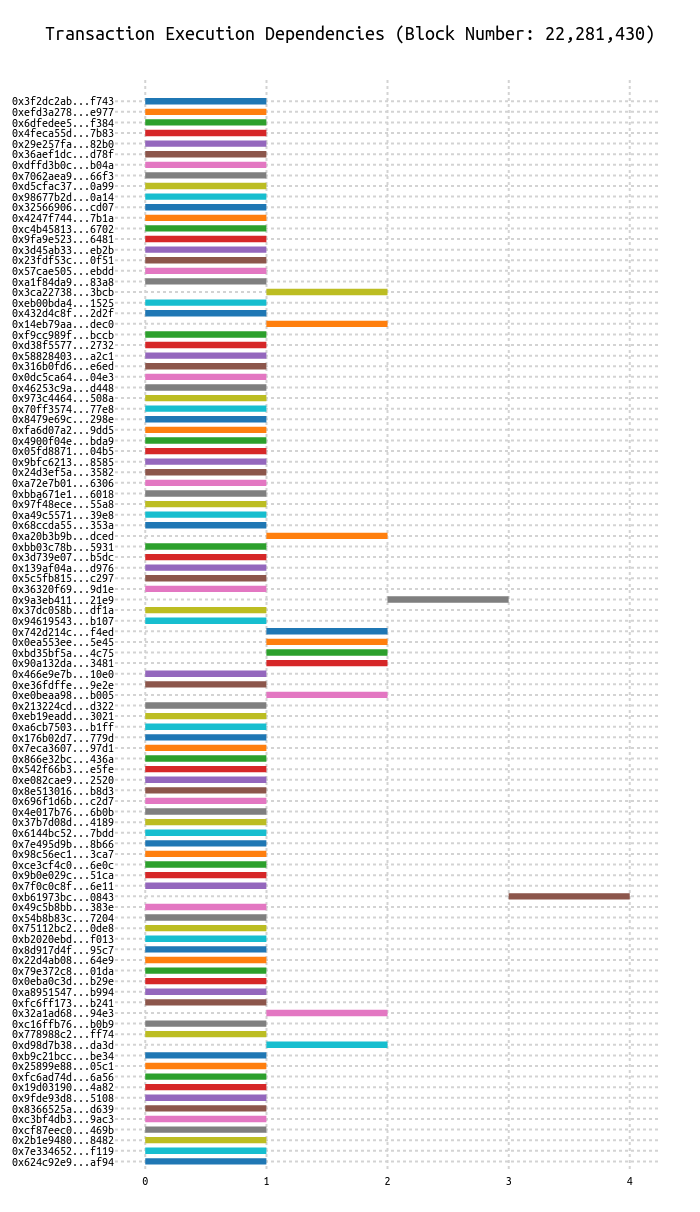 Transaction Execution Dependencies (Block Number: 22,281,430)
0x3f2dc2ab...f743
0xefd3a278...e977
0x6dfedee5...f384
0x4feca55d...7b83
0x29e257fa...82b0
0x36aef1dc...d78f
0xdffd3b0c...b04a
0x7062aea9...66f3
0xd5cfac37...0a99
0x98677b2d...0a14
0x32566906...cd07
0x4247f744...7b1a
0xc4b45813...6702
0x9fa9e523...6481
0x3d45ab33...eb2b
0x23fdf53c...0f51
0x57cae505...ebdd
0xa1f84da9...83a8
0x3ca22738...3bcb
0xeb00bda4...1525
0x432d4c8f...2d2f
0x14eb79aa...dec0
0xf9cc989f...bccb
0xd38f5577...2732
0x58828403...a2c1
0x316b0fd6...e6ed
0x0dc5ca64...04e3
0x46253c9a...d448
0x973c4464...508a
0x70ff3574...77e8
0x8479e69c...298e
0xfa6d07a2...9dd5
0x4900f04e...bda9
0x05fd8871...04b5
0x9bfc6213...8585
0x24d3ef5a...3582
0xa72e7b01...6306
0xbba671e1...6018
0x97f48ece...55a8
0xa49c5571...39e8
0x68ccda55...353a
0xa20b3b9b...dced
0xbb03c78b...5931
0x3d739e07...b5dc
0x139af04a...d976
0x5c5fb815...c297
0x36320f69...9d1e
0x9a3eb411...21e9
0x37dc058b...df1a
0x94619543...b107
0x742d214c...f4ed
0x0ea553ee...5e45
0xbd35bf5a...4c75
0x90a132da...3481
0x466e9e7b...10e0
0xe36fdffe...9e2e
0xe0beaa98...b005
0x213224cd...d322
0xeb19eadd...3021
0xa6cb7503...b1ff
0x176b02d7...779d
0x7eca3607...97d1
0x866e32bc...436a
0x542f66b3...e5fe
0xe082cae9...2520
0x8e513016...b8d3
0x696f1d6b...c2d7
0x4e017b76...6b0b
0x37b7d08d...4189
0x6144bc52...7bdd
0x7e495d9b...8b66
0x98c56ec1...3ca7
0xce3cf4c0...6e0c
0x9b0e029c...51ca
0x7f0c0c8f...6e11
0xb61973bc...0843
0x49c5b8bb...383e
0x54b8b83c...7204
0x75112bc2...0de8
0xb2020ebd...f013
0x8d917d4f...95c7
0x22d4ab08...64e9
0x79e372c8...01da
0x0eba0c3d...b29e
0xa8951547...b994
0xfc6ff173...b241
0x32a1ad68...94e3
0xc16ffb76...b0b9
0x778988c2...ff74
0xd98d7b38...da3d
0xb9c21bcc...be34
0x25899e88...05c1
0xfc6ad74d...6a56
0x19d03190...4a82
0x9fde93d8...5108
0x8366525a...d639
0xc3bf4db3...9ac3
0xcf87eec0...469b
0x2b1e9480...8482
0x7e334652...f119
0x624c92e9...af94
0 1 2 3 4